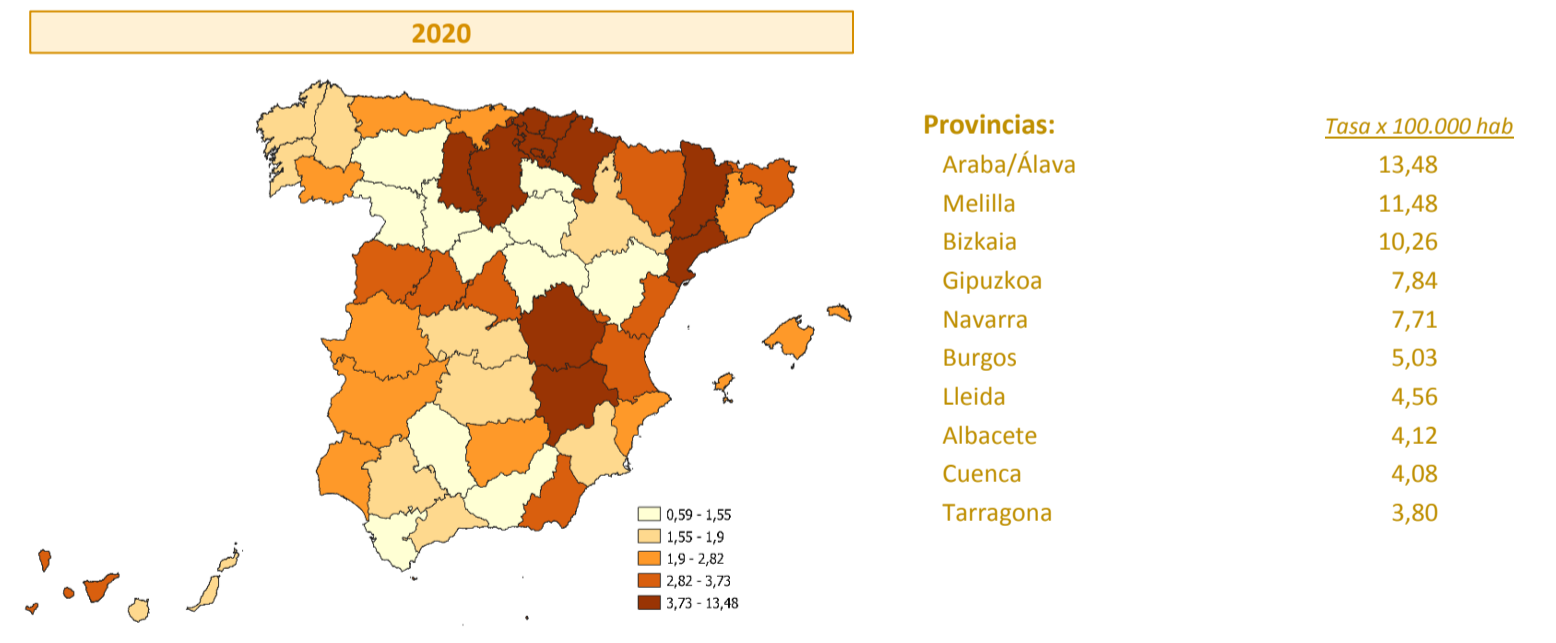 2020
Provincias: Tasa x 100.000 hab
Araba/Álava 13,48
Melilla 11,48
Bizkaia 10,26
Gipuzkoa 7,84
Navarra 7,71
Burgos 5,03
Lleida 4,56
Albacete 4,12
Cuenca 4,08
Tarragona 3,80
0,59 - 1,55
1,55 - 1,9
1,9 - 2,82
2,82 - 3,73
3,73 - 13,48